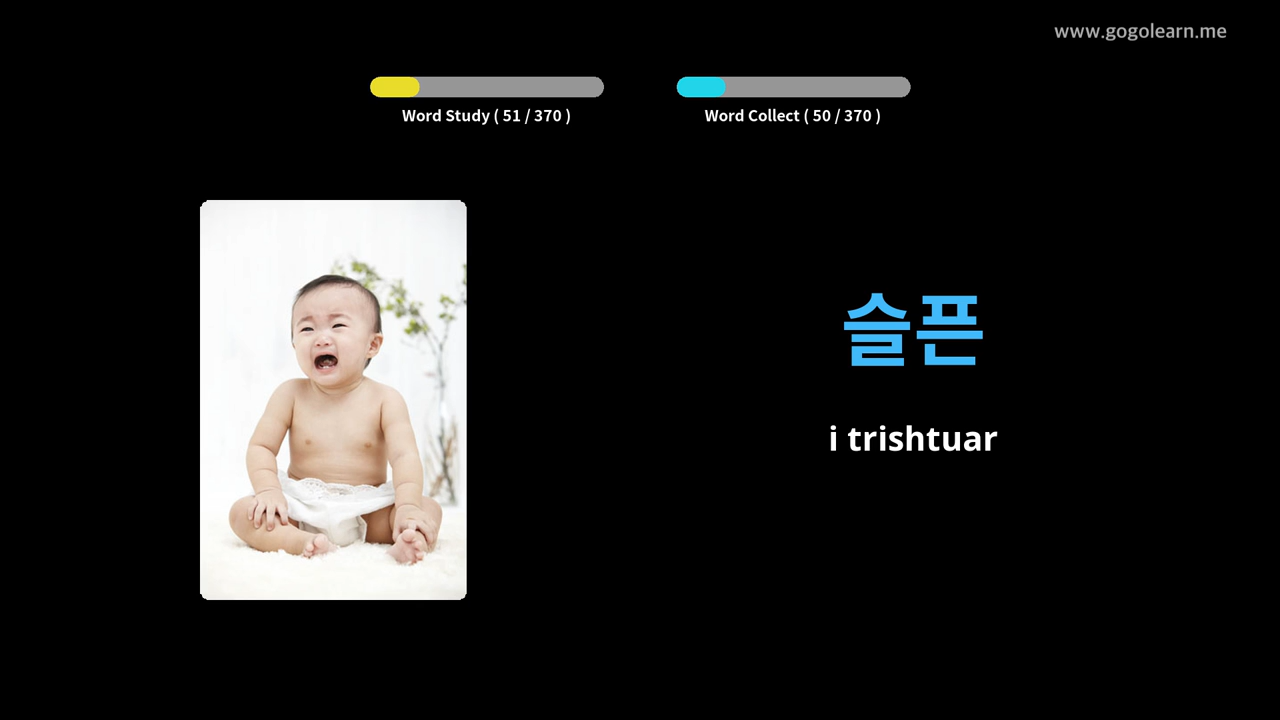 www.gogolearn.me
Word Study ( 51 / 370 )
Word Collect ( 50 / 370 )
슬픈
i trishtuar